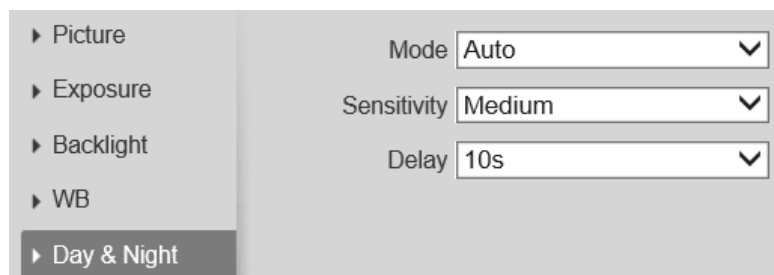 Picture
Exposure
Backlight
WB
Day & Night
Mode Auto
Sensitivity Medium
Delay 10s